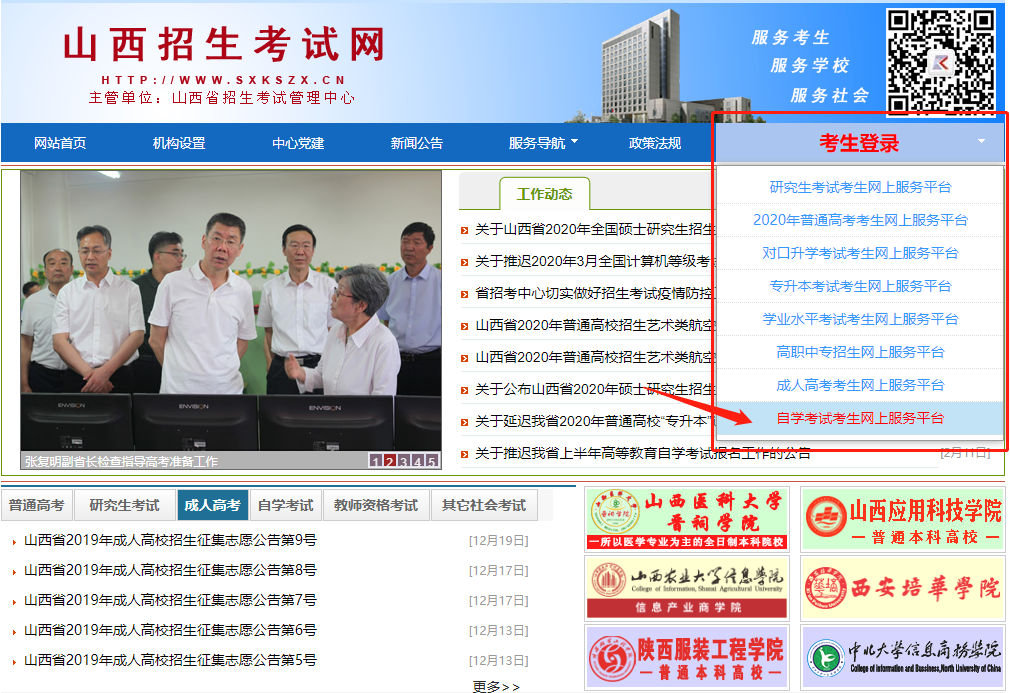 山西招生考试网
HTTP://WWW.SXKSZX.CN
主管单位：山西省招生考试管理中心
服务考生
服务学校
服务社会
网站首页 机构设置 中心党建 新闻公告 服务导航 政策法规 考生登录
研究生考试考生网上服务平台
2020年普通高考考生网上服务平台
对口升学考试考生网上服务平台
专升本考试考生网上服务平台
学业水平考试考生网上服务平台
高职中专招生网上服务平台
成人高考考生网上服务平台
自学考试考生网上服务平台
ENVISION ENVISION ENVISION
张复明副省长检查指导高考准备工作
1 2 3 4 5
工作动态
关于山西省2020年全国硕士研究生招生
关于推迟2020年3月全国计算机等级考
省招考中心切实做好招生考试疫情防控
山西省2020年普通高校招生艺术类航空
山西省2020年普通高校招生艺术类航空
关于公布山西省2020年硕士研究生招生
关于延迟我省2020年普通高校“专升本”
关于推迟我省上半年高等教育自学考试报名工作的公告 [2月11日]
普通高考 研究生考试 成人高考 自学考试 教师资格考试 其它社会考试
山西省2019年成人高校招生征集志愿公告第9号 [12月19日]
山西省2019年成人高校招生征集志愿公告第8号 [12月17日]
山西省2019年成人高校招生征集志愿公告第7号 [12月17日]
山西省2019年成人高校招生征集志愿公告第6号 [12月13日]
山西省2019年成人高校招生征集志愿公告第5号 [12月13日]
更多>>
山西医科大学
晋祠学院
一所以医学专业为主的全日制本科院校
山西应用科技学院
— 普通本科高校 —
山西农业大学信息学院
College of Information, Shanxi Agricultural University
信息产业商学院
西安培華學院
陕西服装工程学院
— 普通本科高校 —
中北大学信息商务学院
College of Information and Bussiness,North University of China